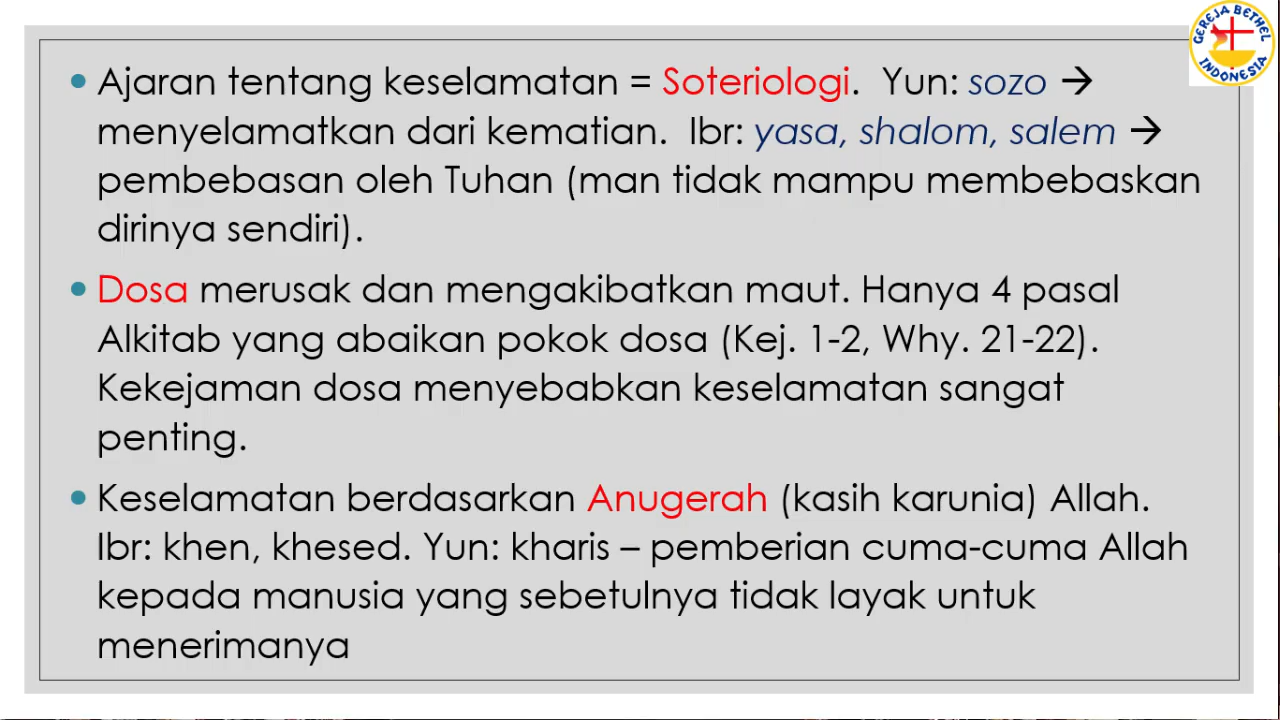 GEREJA BETHEL
INDONESIA
• Ajaran tentang keselamatan = Soteriologi. Yun: sozo →
menyelamatkan dari kematian. Ibr: yasa, shalom, salem →
pembebasan oleh Tuhan (man tidak mampu membebaskan
dirinya sendiri).
• Dosa merusak dan mengakibatkan maut. Hanya 4 pasal
Alkitab yang abaikan pokok dosa (Kej. 1-2, Why. 21-22).
Kekejaman dosa menyebabkan keselamatan sangat
penting.
• Keselamatan berdasarkan Anugerah (kasih karunia) Allah.
Ibr: khen, khesed. Yun: kharis – pemberian cuma-cuma Allah
kepada manusia yang sebetulnya tidak layak untuk
menerimanya